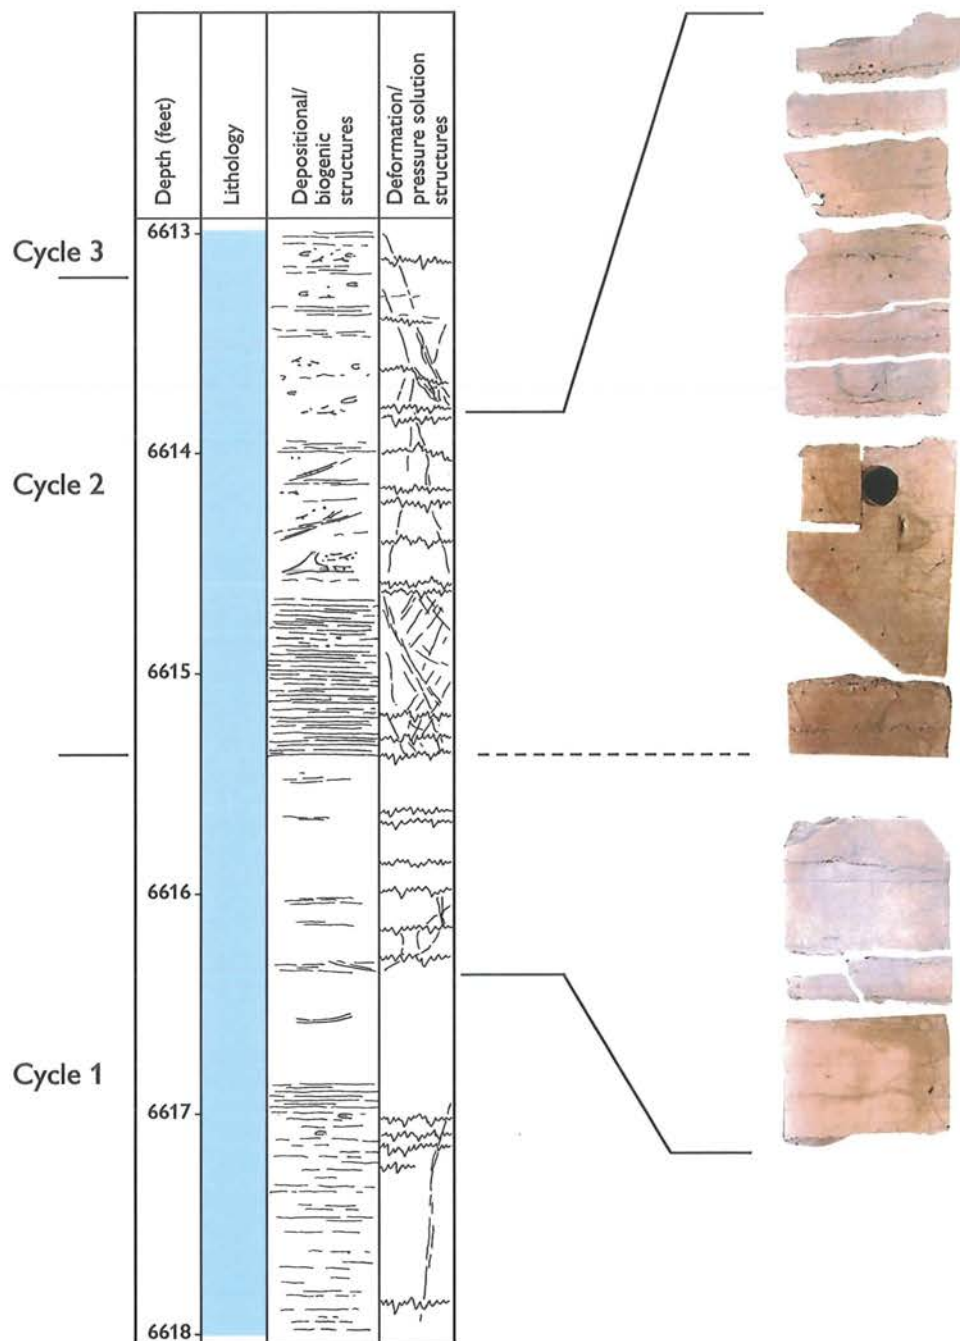 Depth (feet)
Lithology
Depositional/
biogenic
structures
Deformation/
pressure solution
structures
6613
Cycle 3
6614
Cycle 2
6615
6616
Cycle 1
6617
6618